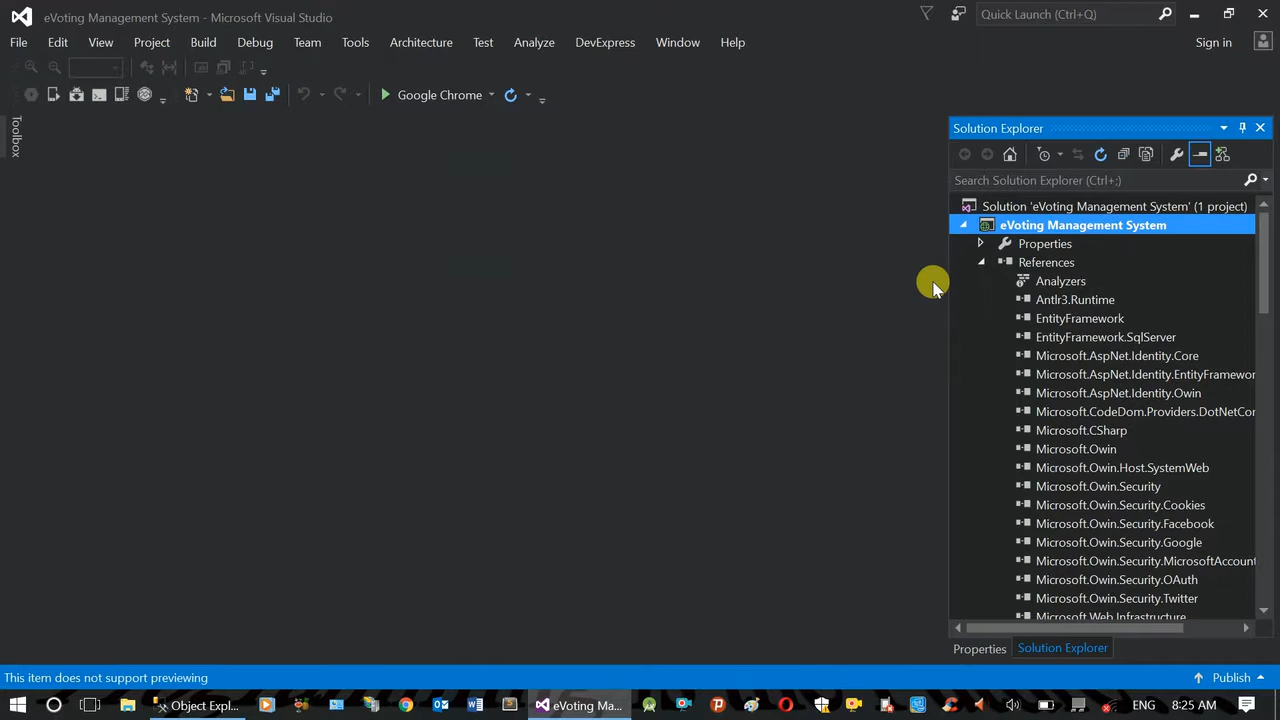 eVoting Management System - Microsoft Visual Studio
Quick Launch (Ctrl+Q)
File Edit View Project Build Debug Team Tools Architecture Test Analyze DevExpress Window Help
Sign in
Google Chrome
Toolbox
Solution Explorer
Search Solution Explorer (Ctrl+;)
Solution 'eVoting Management System' (1 project)
eVoting Management System
Properties
References
Analyzers
Antlr3.Runtime
EntityFramework
EntityFramework.SqlServer
Microsoft.AspNet.Identity.Core
Microsoft.AspNet.Identity.EntityFramewor
Microsoft.AspNet.Identity.Owin
Microsoft.CodeDom.Providers.DotNetCor
Microsoft.CSharp
Microsoft.Owin
Microsoft.Owin.Host.SystemWeb
Microsoft.Owin.Security
Microsoft.Owin.Security.Cookies
Microsoft.Owin.Security.Facebook
Microsoft.Owin.Security.Google
Microsoft.Owin.Security.MicrosoftAccount
Microsoft.Owin.Security.OAuth
Microsoft.Owin.Security.Twitter
Microsoft.Web.Infrastructure
Properties Solution Explorer
This item does not support previewing
Publish
Object Expl... eVoting Ma... ENG 8:25 AM